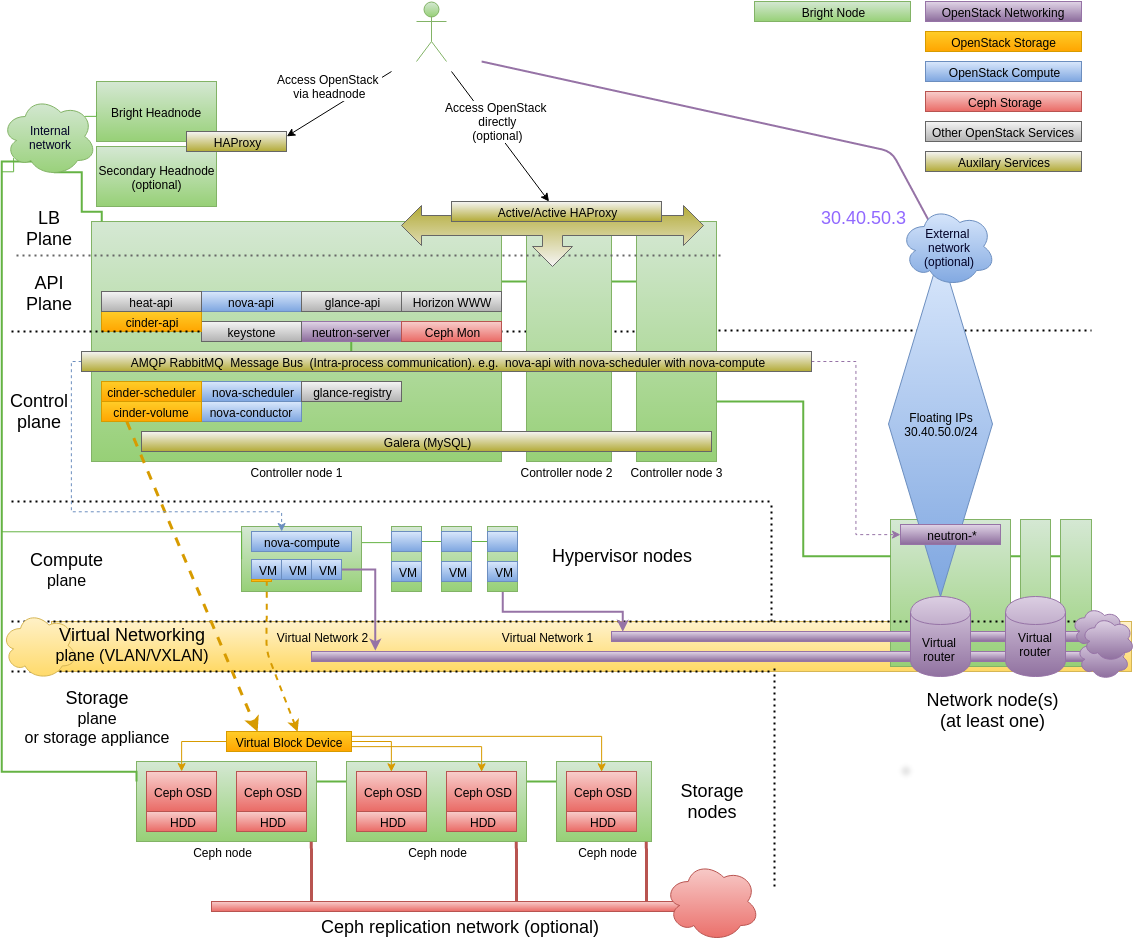 Bright Node
OpenStack Networking
OpenStack Storage
OpenStack Compute
Ceph Storage
Other OpenStack Services
Auxilary Services
Access OpenStack
via headnode
Access OpenStack
directly
(optional)
Internal
network
Bright Headnode
HAProxy
Secondary Headnode
(optional)
LB
Plane
Active/Active HAProxy
30.40.50.3
External
network
(optional)
API
Plane
heat-api
nova-api
glance-api
Horizon WWW
cinder-api
keystone
neutron-server
Ceph Mon
AMQP RabbitMQ  Message Bus  (Intra-process communication). e.g.  nova-api with nova-scheduler with nova-compute
Control
plane
cinder-scheduler
nova-scheduler
glance-registry
cinder-volume
nova-conductor
Galera (MySQL)
Controller node 1
Controller node 2
Controller node 3
Floating IPs
30.40.50.0/24
Compute
plane
nova-compute
VM
VM
VM
VM
VM
VM
Hypervisor nodes
neutron-*
Virtual Networking
plane (VLAN/VXLAN)
Virtual Network 2
Virtual Network 1
Virtual
router
Virtual
router
Network node(s)
(at least one)
Storage
plane
or storage appliance
Virtual Block Device
Ceph OSD
HDD
Ceph OSD
HDD
Ceph OSD
HDD
Ceph OSD
HDD
Ceph OSD
HDD
Ceph node
Ceph node
Ceph node
Storage
nodes
Ceph replication network (optional)